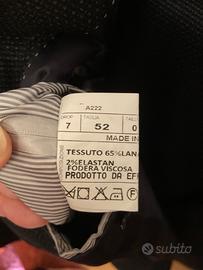 A222
DROP TAGLIA
7 52 0
MADE IN
TESSUTO 65%LAN
2%ELASTAN
FODERA VISCOSA
PRODOTTO DA EF
F
subito